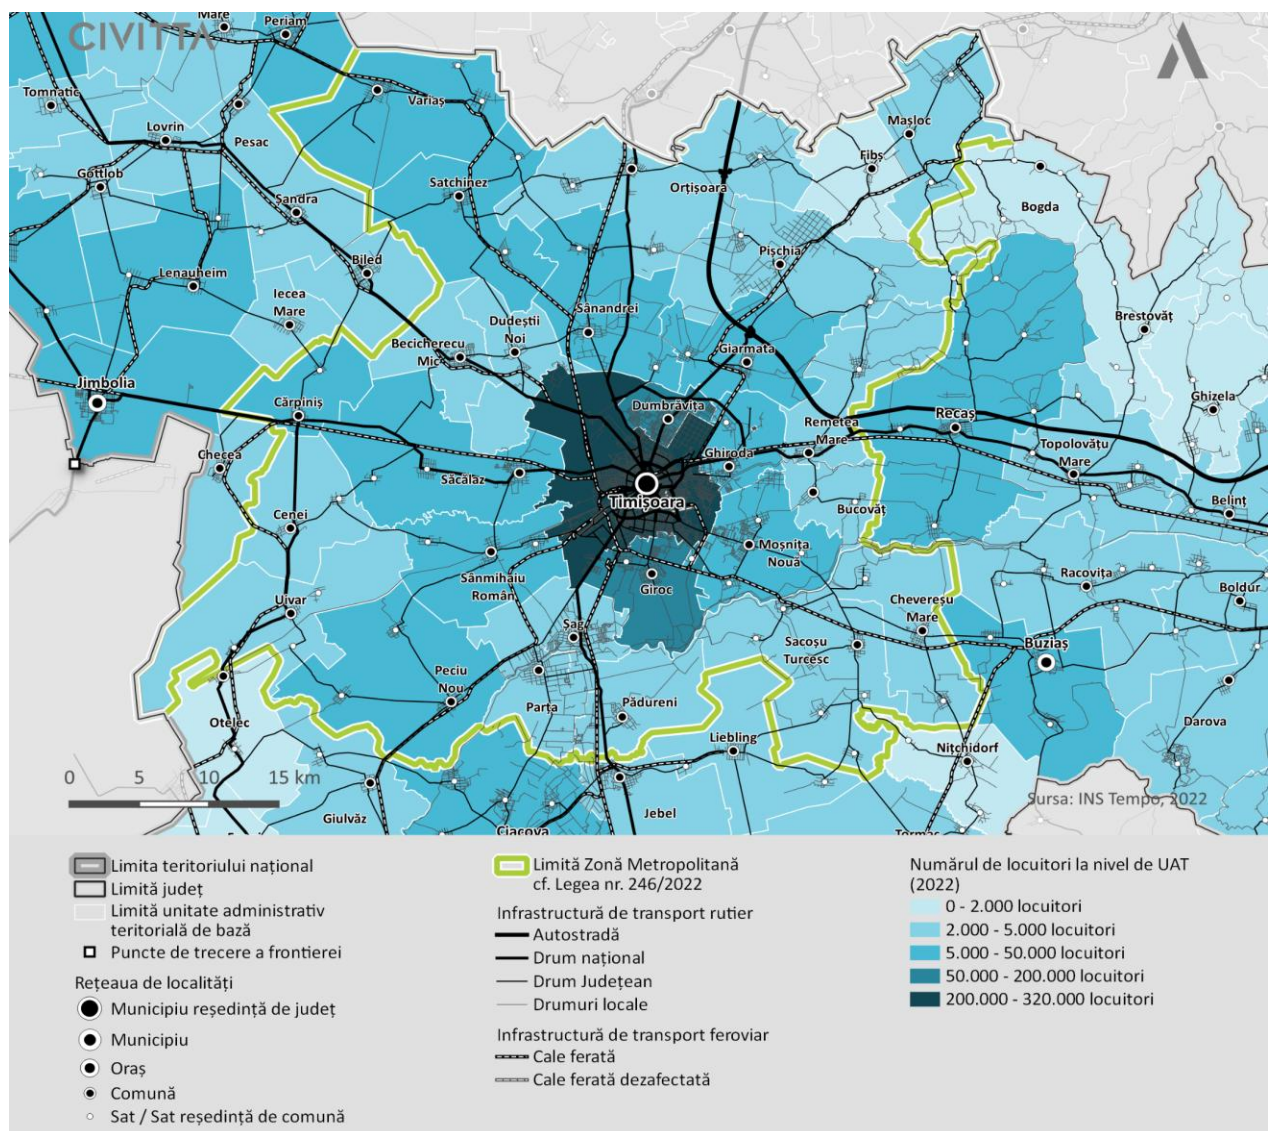 CIVITTA
Mare
Periam
Tomnatic
Variaș
Lovrin
Pesac
Mașloc
Fibș
Gottlob
Satchinez
Orțișoara
Șandra
Bogda
Pișchia
Biled
Lenauheim
Iecea
Mare
Sânandrei
Dudeștii
Noi
Brestovăț
Becicherecu
Mic
Giarmata
Jimbolia
Cărpiniș
Dumbrăvița
Ghizela
Remetea
Mare
Recaș
Topolovățu
Mare
Checea
Ghiroda
Săcălaz
Timișoara
Belinț
Cenei
Bucovăț
Moșnița
Nouă
Sânmihaiu
Român
Racovița
Giroc
Boldur
Uivar
Chevereșu
Mare
Șag
Sacoșu
Turcesc
Buziaș
Peciu
Nou
Parța
Pădureni
Otelec
Darova
Liebling
Nițchidorf
0 5 10 15 km
Sursa: INS Tempo, 2022
Giulvăz
Jebel
Ciacova
Tormac
Limita teritoriului național
Limită județ
Limită unitate administrativ
teritorială de bază
Puncte de trecere a frontierei
Rețeaua de localități
Municipiu reședință de județ
Municipiu
Oraș
Comună
Sat / Sat reședință de comună
Limită Zonă Metropolitană
cf. Legea nr. 246/2022
Infrastructură de transport rutier
Autostradă
Drum național
Drum Județean
Drumuri locale
Infrastructură de transport feroviar
Cale ferată
Cale ferată dezafectată
Numărul de locuitori la nivel de UAT
(2022)
0 - 2.000 locuitori
2.000 - 5.000 locuitori
5.000 - 50.000 locuitori
50.000 - 200.000 locuitori
200.000 - 320.000 locuitori